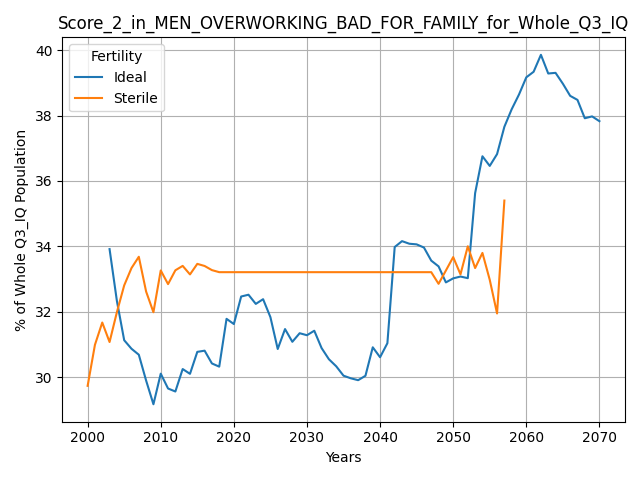 Score_2_in_MEN_OVERWORKING_BAD_FOR_FAMILY_for_Whole_Q3_IQ
Fertility
Ideal
Sterile
% of Whole Q3_IQ Population
40
38
36
34
32
30
2000 2010 2020 2030 2040 2050 2060 2070
Years